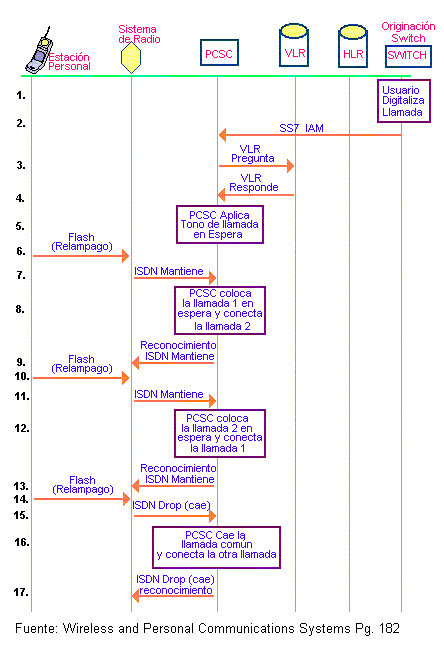 Originación
Switch
Sistema
de Radio
Estación
Personal
PCSC
VLR
HLR
SWITCH
1.
Usuario
Digitaliza
Llamada
2.
SS7 IAM
3.
VLR
Pregunta
4.
VLR
Responde
5.
PCSC Aplica
Tono de llamada
en Espera
6.
Flash
(Relampago)
7.
ISDN Mantiene
8.
PCSC coloca
la llamada 1 en
espera y conecta
la llamada 2
9.
Reconocimiento
ISDN Mantiene
10.
Flash
(Relampago)
11.
ISDN Mantiene
12.
PCSC coloca
la llamada 2 en
espera y conecta
la llamada 1
13.
Reconocimiento
ISDN Mantiene
14.
Flash
(Relampago)
15.
ISDN Drop (cae)
16.
PCSC Cae la
llamada común
y conecta la otra llamada
17.
ISDN Drop (cae)
reconocimiento
Fuente: Wireless and Personal Communications Systems Pg. 182